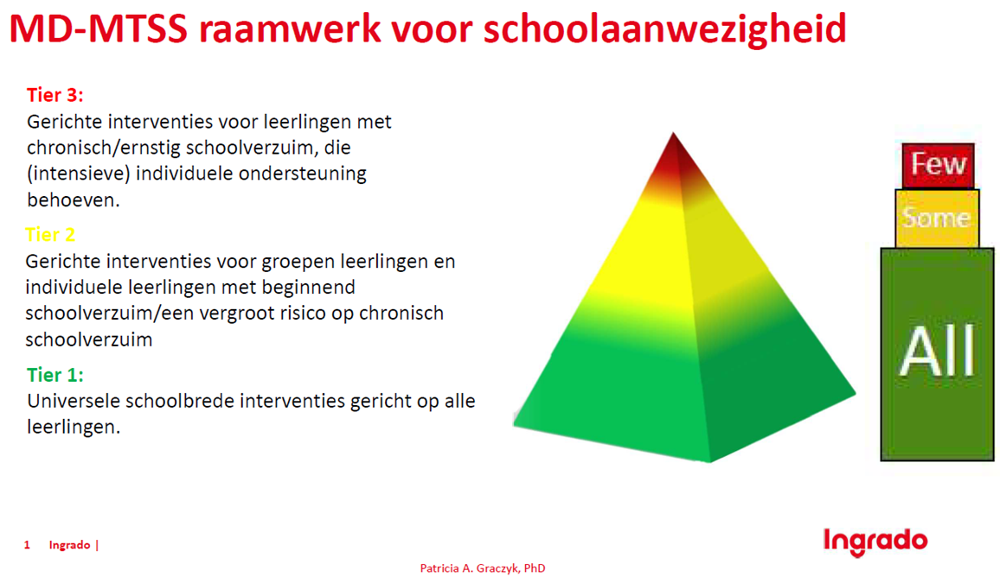 MD-MTSS raamwerk voor schoolaanwezigheid
Tier 3:
Gerichte interventies voor leerlingen met
chronisch/ernstig schoolverzuim, die
(intensieve) individuele ondersteuning
behoeven.
Tier 2
Gerichte interventies voor groepen leerlingen en
individuele leerlingen met beginnend
schoolverzuim/een vergroot risico op chronisch
schoolverzuim
Tier 1:
Universele schoolbrede interventies gericht op alle
leerlingen.
Few
Some
All
1 Ingrado |
Ingrado
Patricia A. Graczyk, PhD